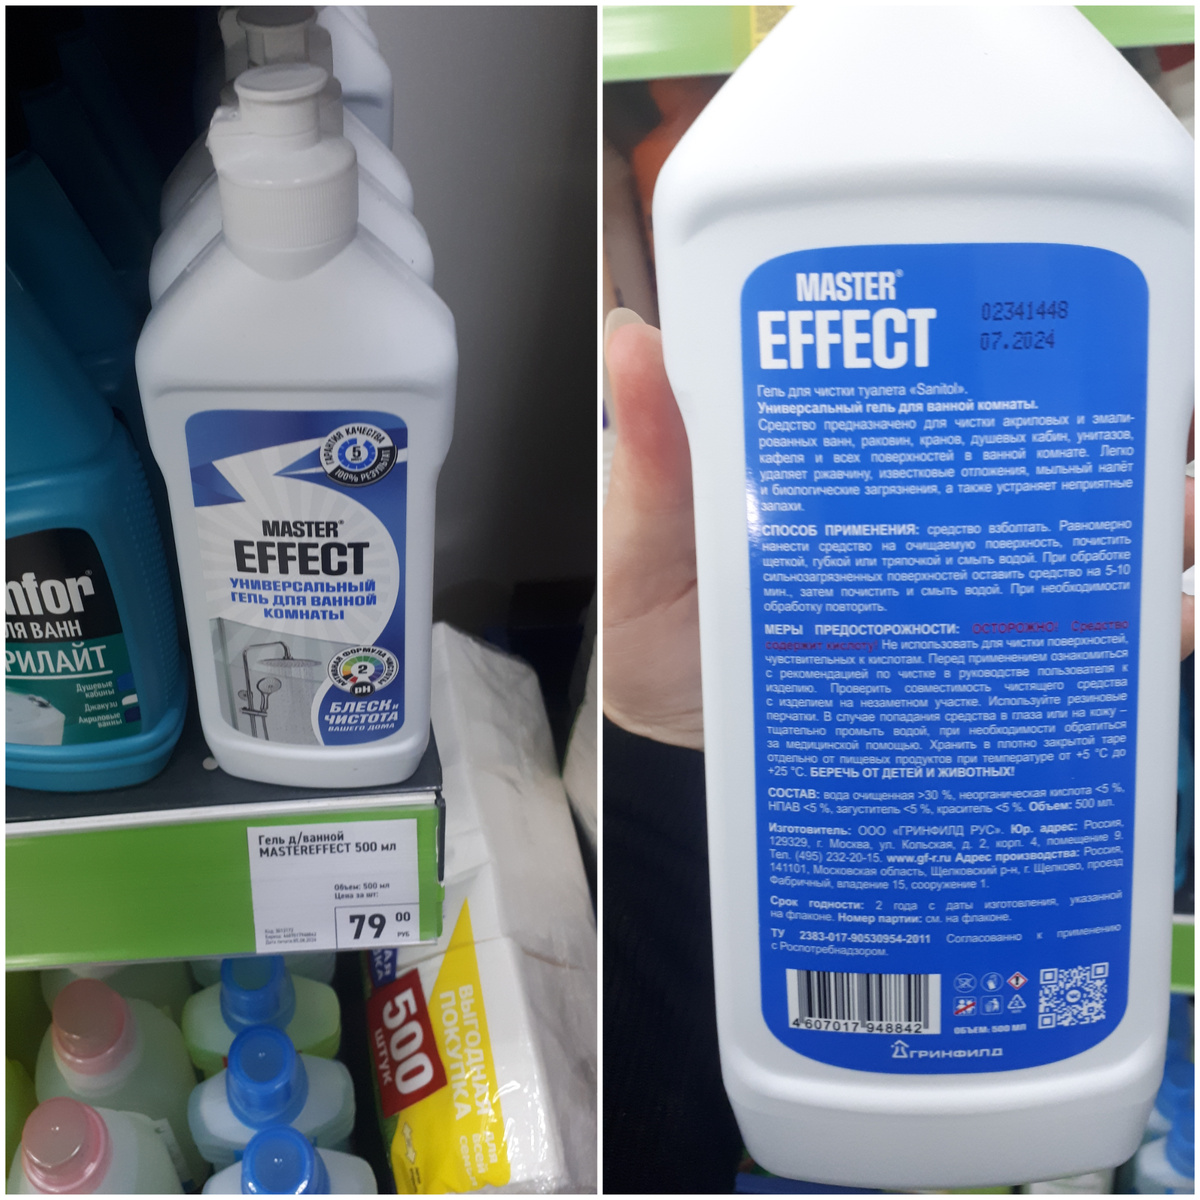 ГАРАНТИЯ КАЧЕСТВА
5
100% РЕЗУЛЬТАТ
MASTER®
EFFECT
УНИВЕРСАЛЬНЫЙ
ГЕЛЬ ДЛЯ ВАННОЙ
КОМНАТЫ
АКТИВНАЯ ФОРМУЛА ЧИСТОТЫ
2
pH
БЛЕСК и
ЧИСТОТА
ВАШЕГО ДОМА
nfor®
ЛЯ ВАНН
РИЛАЙТ
Душевые
кабины
Джакузи
Акриловые
ванны
Гель д/ванной
MASTEREFFECT 500 мл
Объем: 500 мл
Цена за шт:
79 00
РУБ
500
ШТУК
ВЫГОДНАЯ
ПОКУПКА
для
всей
семьи
MASTER®
EFFECT
02341448
07.2024
Гель для чистки туалета «Sanitol».
Универсальный гель для ванной комнаты.
Средство предназначено для чистки акриловых и эмали-
рованных ванн, раковин, кранов, душевых кабин, унитазов,
кафеля и всех поверхностей в ванной комнате. Легко
удаляет ржавчину, известковые отложения, мыльный налёт
и биологические загрязнения, а также устраняет неприятные
запахи.
СПОСОБ ПРИМЕНЕНИЯ: средство взболтать. Равномерно
нанести средство на очищаемую поверхность, почистить
щеткой, губкой или тряпочкой и смыть водой. При обработке
сильнозагрязненных поверхностей оставить средство на 5-10
мин., затем почистить и смыть водой. При необходимости
обработку повторить.
МЕРЫ ПРЕДОСТОРОЖНОСТИ: ОСТОРОЖНО! Средство
содержит кислоту! Не использовать для чистки поверхностей,
чувствительных к кислотам. Перед применением ознакомиться
с рекомендацией по чистке в руководстве пользователя к
изделию. Проверить совместимость чистящего средства
с изделием на незаметном участке. Используйте резиновые
перчатки. В случае попадания средства в глаза или на кожу –
тщательно промыть водой, при необходимости обратиться
за медицинской помощью. Хранить в плотно закрытой таре
отдельно от пищевых продуктов при температуре от +5 °С до
+25 °С. БЕРЕЧЬ ОТ ДЕТЕЙ И ЖИВОТНЫХ!
СОСТАВ: вода очищенная >30 %, неорганическая кислота <5 %,
НПАВ <5 %, загуститель <5 %, краситель <5 %. Объем: 500 мл.
Изготовитель: ООО «ГРИНФИЛД РУС». Юр. адрес: Россия,
129329, г. Москва, ул. Кольская, д. 2, корп. 4, помещение 9.
Тел. (495) 232-20-15. www.gf-r.ru Адрес производства: Россия,
141101, Московская область, Щелковский р-н, г. Щелково, проезд
Фабричный, владение 15, сооружение 1.
Срок годности: 2 года с даты изготовления, указанной
на флаконе. Номер партии: см. на флаконе.
ТУ 2383-017-90530954-2011 Согласованно к применению
с Роспотребнадзором.
4 607017 948842
ОБЪЕМ: 500 МЛ
ГРИНФИЛД